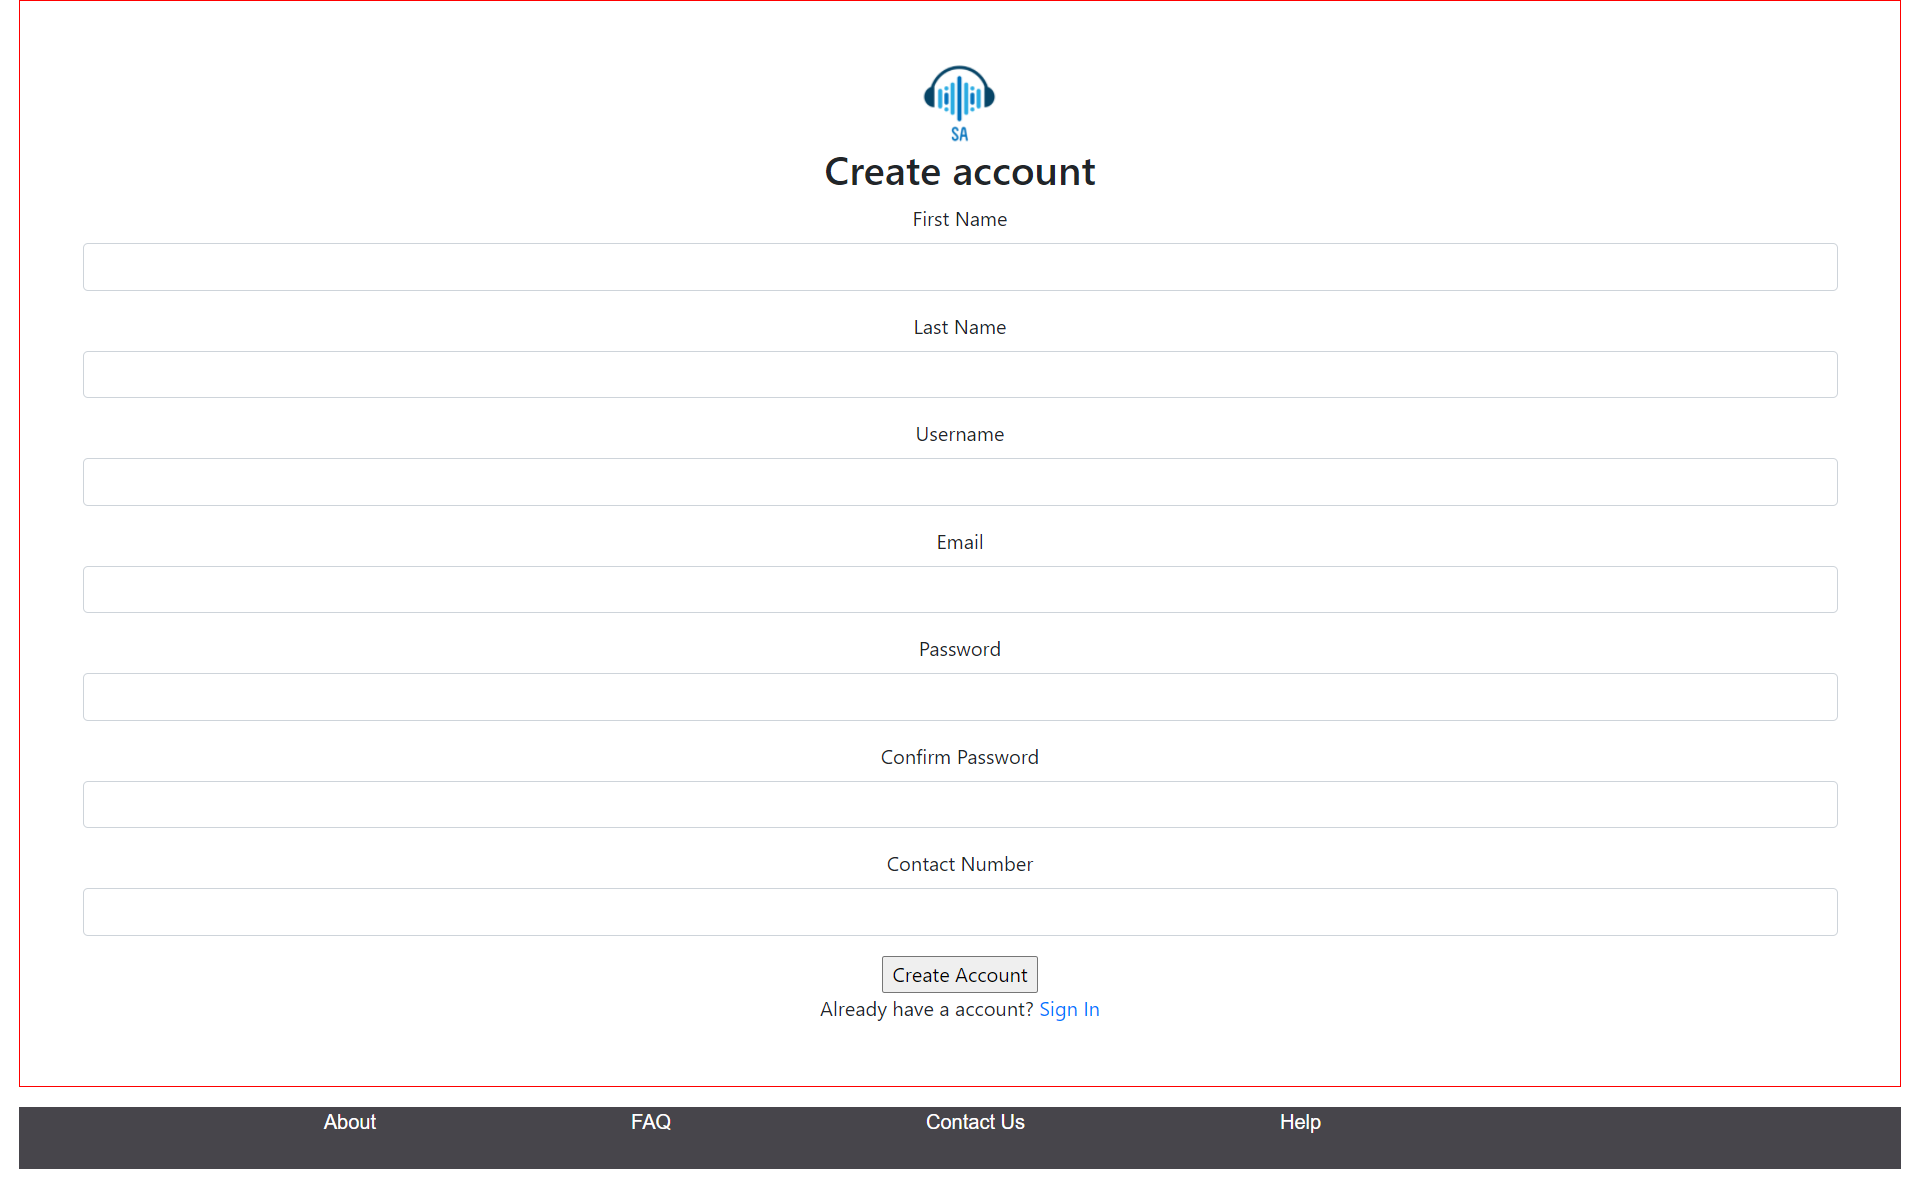 SA
Create account
First Name
Last Name
Username
Email
Password
Confirm Password
Contact Number
Create Account
Already have a account? Sign In
About FAQ Contact Us Help